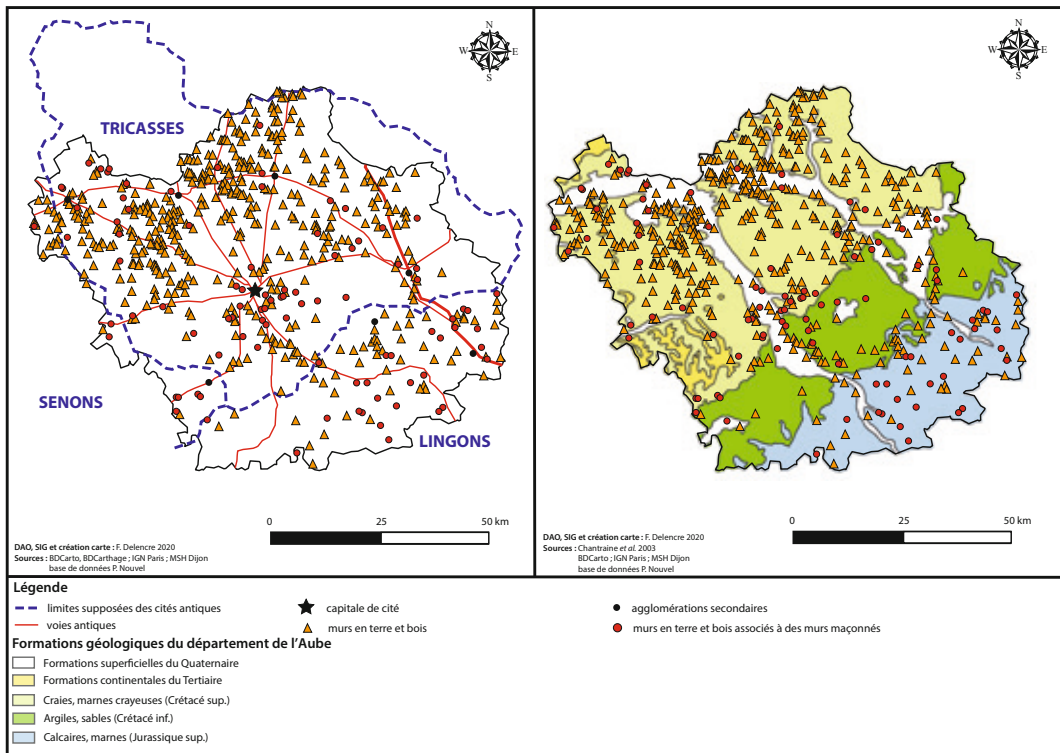 N
W E
S
TRICASSES
SENONS
LINGONS
0 25 50 km
DAO, SIG et création carte : F. Delencre 2020
Sources : BDCarto, BDCarthage ; IGN Paris ; MSH Dijon
base de données P. Nouvel
N
W E
S
0 25 50 km
DAO, SIG et création carte : F. Delencre 2020
Sources : Chantraine et al. 2003
BDCarto ; IGN Paris ; MSH Dijon
base de données P. Nouvel
Légende
limites supposées des cités antiques
capitale de cité
agglomérations secondaires
voies antiques
murs en terre et bois
murs en terre et bois associés à des murs maçonnés
Formations géologiques du département de l'Aube
Formations superficielles du Quaternaire
Formations continentales du Tertiaire
Craies, marnes crayeuses (Crétacé sup.)
Argiles, sables (Crétacé inf.)
Calcaires, marnes (Jurassique sup.)